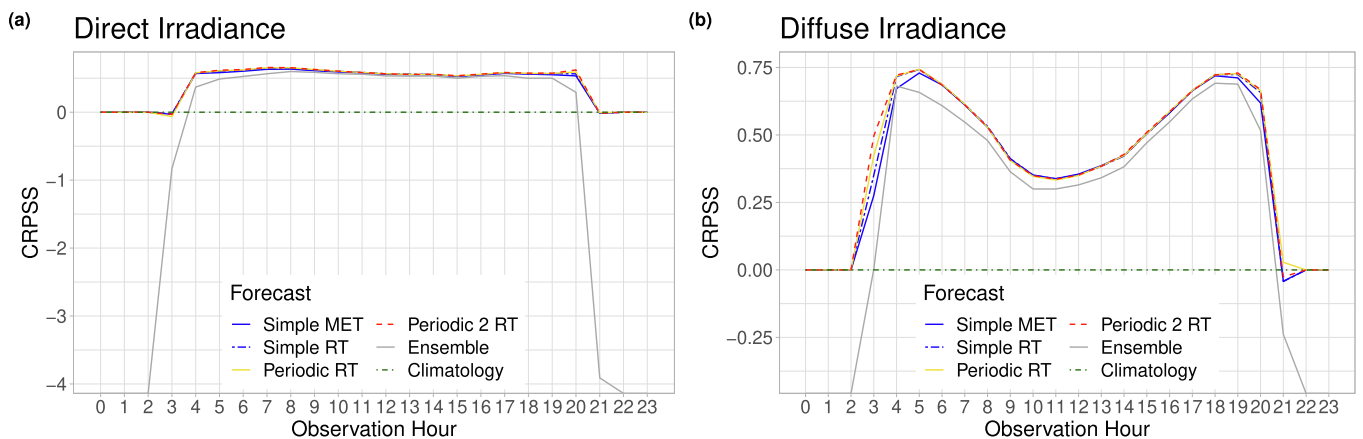 (a)
Direct Irradiance
CRPSS
0
−1
−2
−3
−4
Forecast
Simple MET
Simple RT
Periodic RT
Periodic 2 RT
Ensemble
Climatology
0 1 2 3 4 5 6 7 8 9 10 11 12 13 14 15 16 17 18 19 20 21 22 23
Observation Hour
(b)
Diffuse Irradiance
CRPSS
0.75
0.50
0.25
0.00
−0.25
Forecast
Simple MET
Simple RT
Periodic RT
Periodic 2 RT
Ensemble
Climatology
0 1 2 3 4 5 6 7 8 9 10 11 12 13 14 15 16 17 18 19 20 21 22 23
Observation Hour